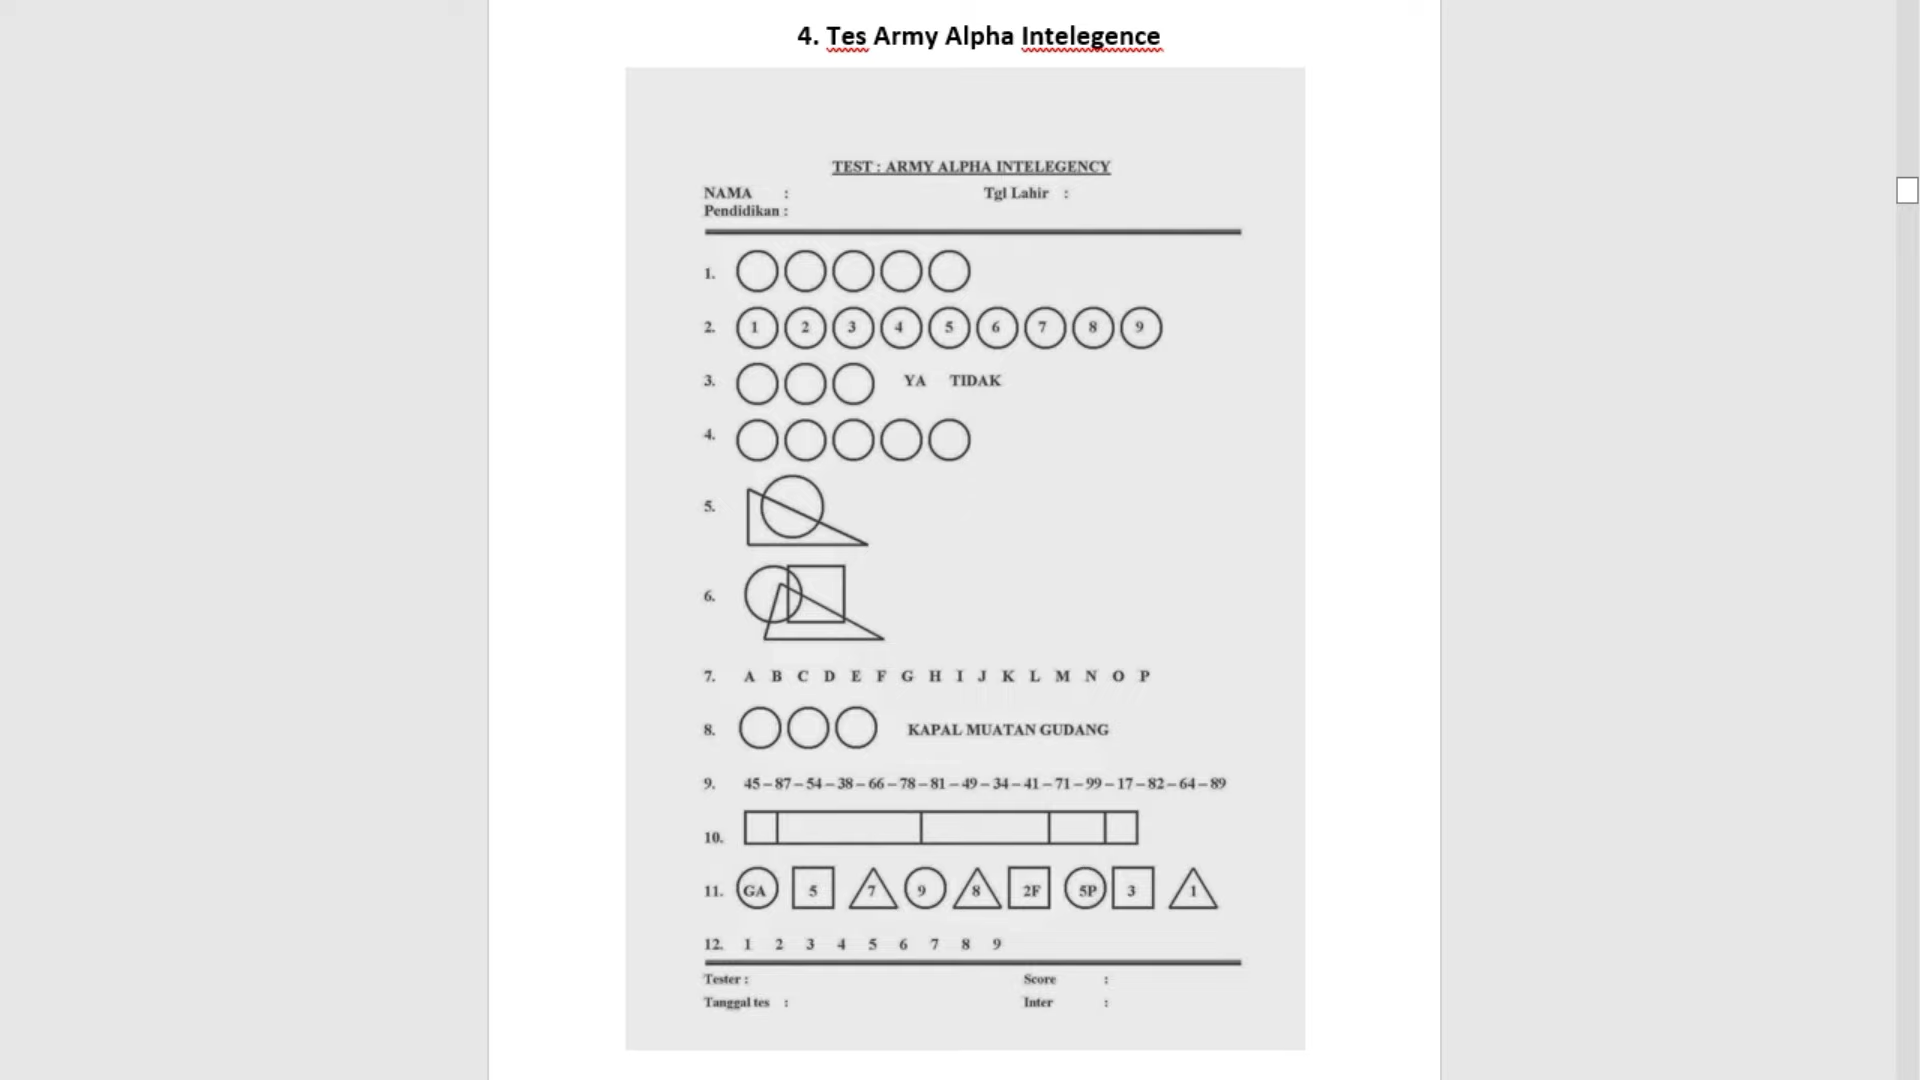 4. Tes Army Alpha Intelegence
TEST : ARMY ALPHA INTELEGENCY
NAMA : Tgl Lahir :
Pendidikan :
1.
2. 1 2 3 4 5 6 7 8 9
3. YA TIDAK
4.
5.
6.
7. A B C D E F G H I J K L M N O P
8. KAPAL MUATAN GUDANG
9. 45 – 87 – 54 – 38 – 66 – 78 – 81 – 49 – 34 – 41 – 71 – 99 – 17 – 82 – 64 – 89
10.
11. GA 5 7 9 8 2F 5P 3 1
12. 1 2 3 4 5 6 7 8 9
Tester : Score :
Tanggal tes : Inter :